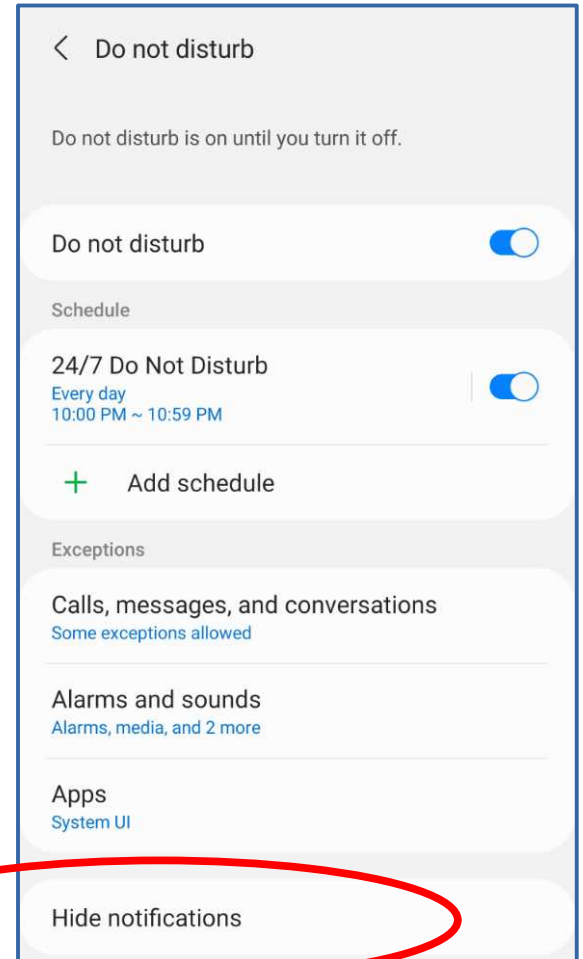 Do not disturb
Do not disturb is on until you turn it off.
Do not disturb
Schedule
24/7 Do Not Disturb
Every day
10:00 PM ~ 10:59 PM
+ Add schedule
Exceptions
Calls, messages, and conversations
Some exceptions allowed
Alarms and sounds
Alarms, media, and 2 more
Apps
System UI
Hide notifications